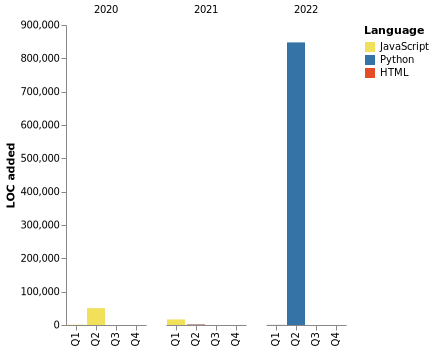 2020 2021 2022
Language
JavaScript
Python
HTML
LOC added
900,000
800,000
700,000
600,000
500,000
400,000
300,000
200,000
100,000
0
Q1 Q2 Q3 Q4 Q1 Q2 Q3 Q4 Q1 Q2 Q3 Q4